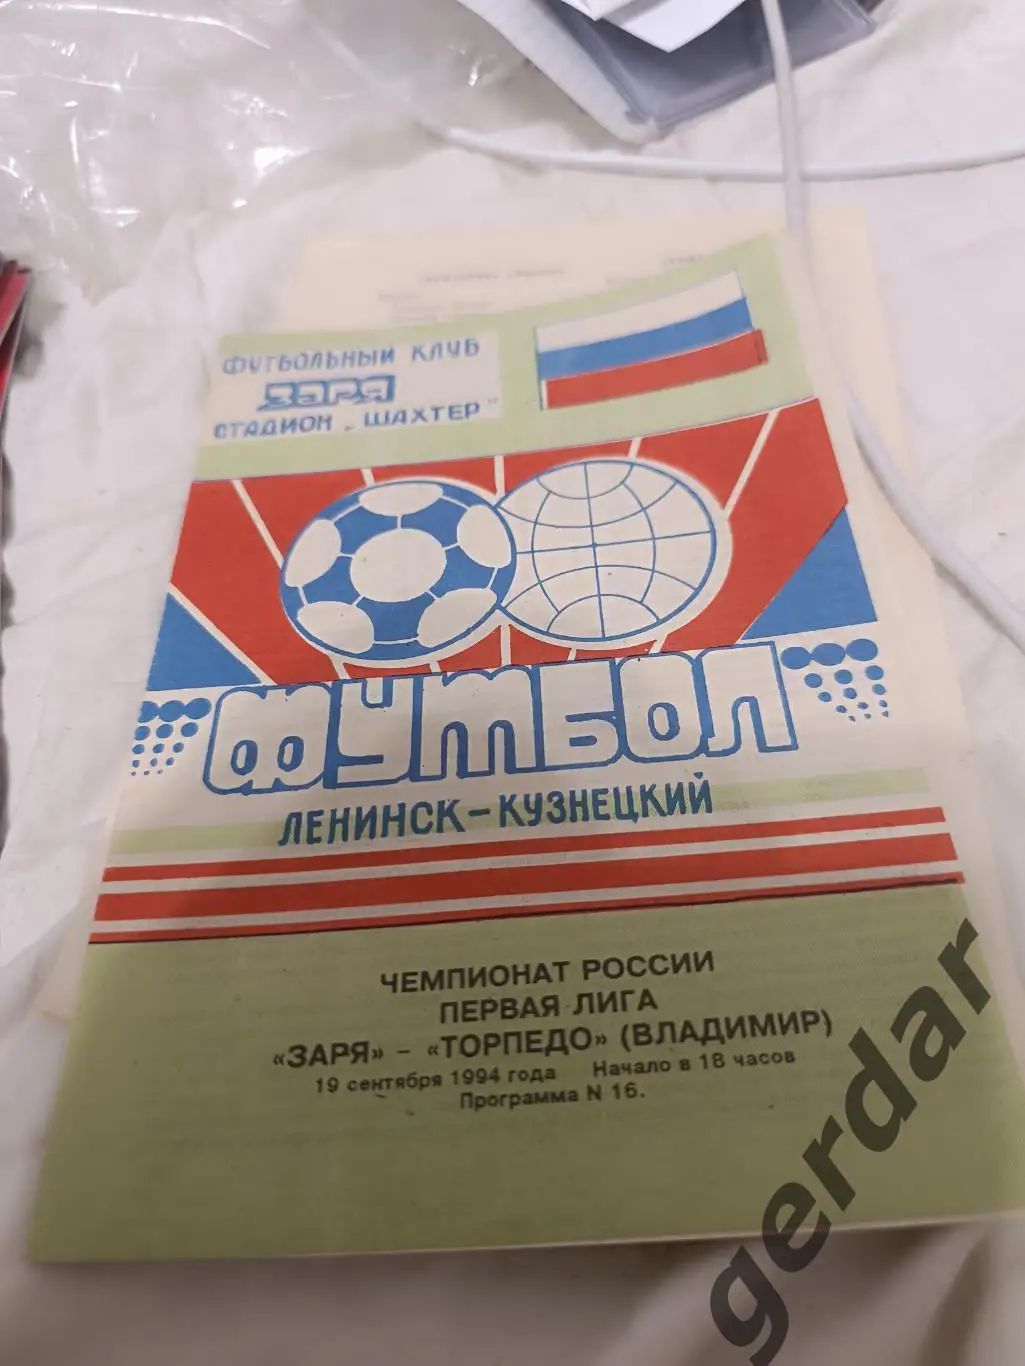 ФУТБОЛЬНЫЙ КЛУБ
ЗАРЯ
СТАДИОН „ШАХТЕР"
ФУТБОЛ
ЛЕНИНСК-КУЗНЕЦКИЙ
ЧЕМПИОНАТ РОССИИ
ПЕРВАЯ ЛИГА
«ЗАРЯ» - «ТОРПЕДО» (ВЛАДИМИР)
19 сентября 1994 года Начало в 18 часов
Программа N 16.
gerdar